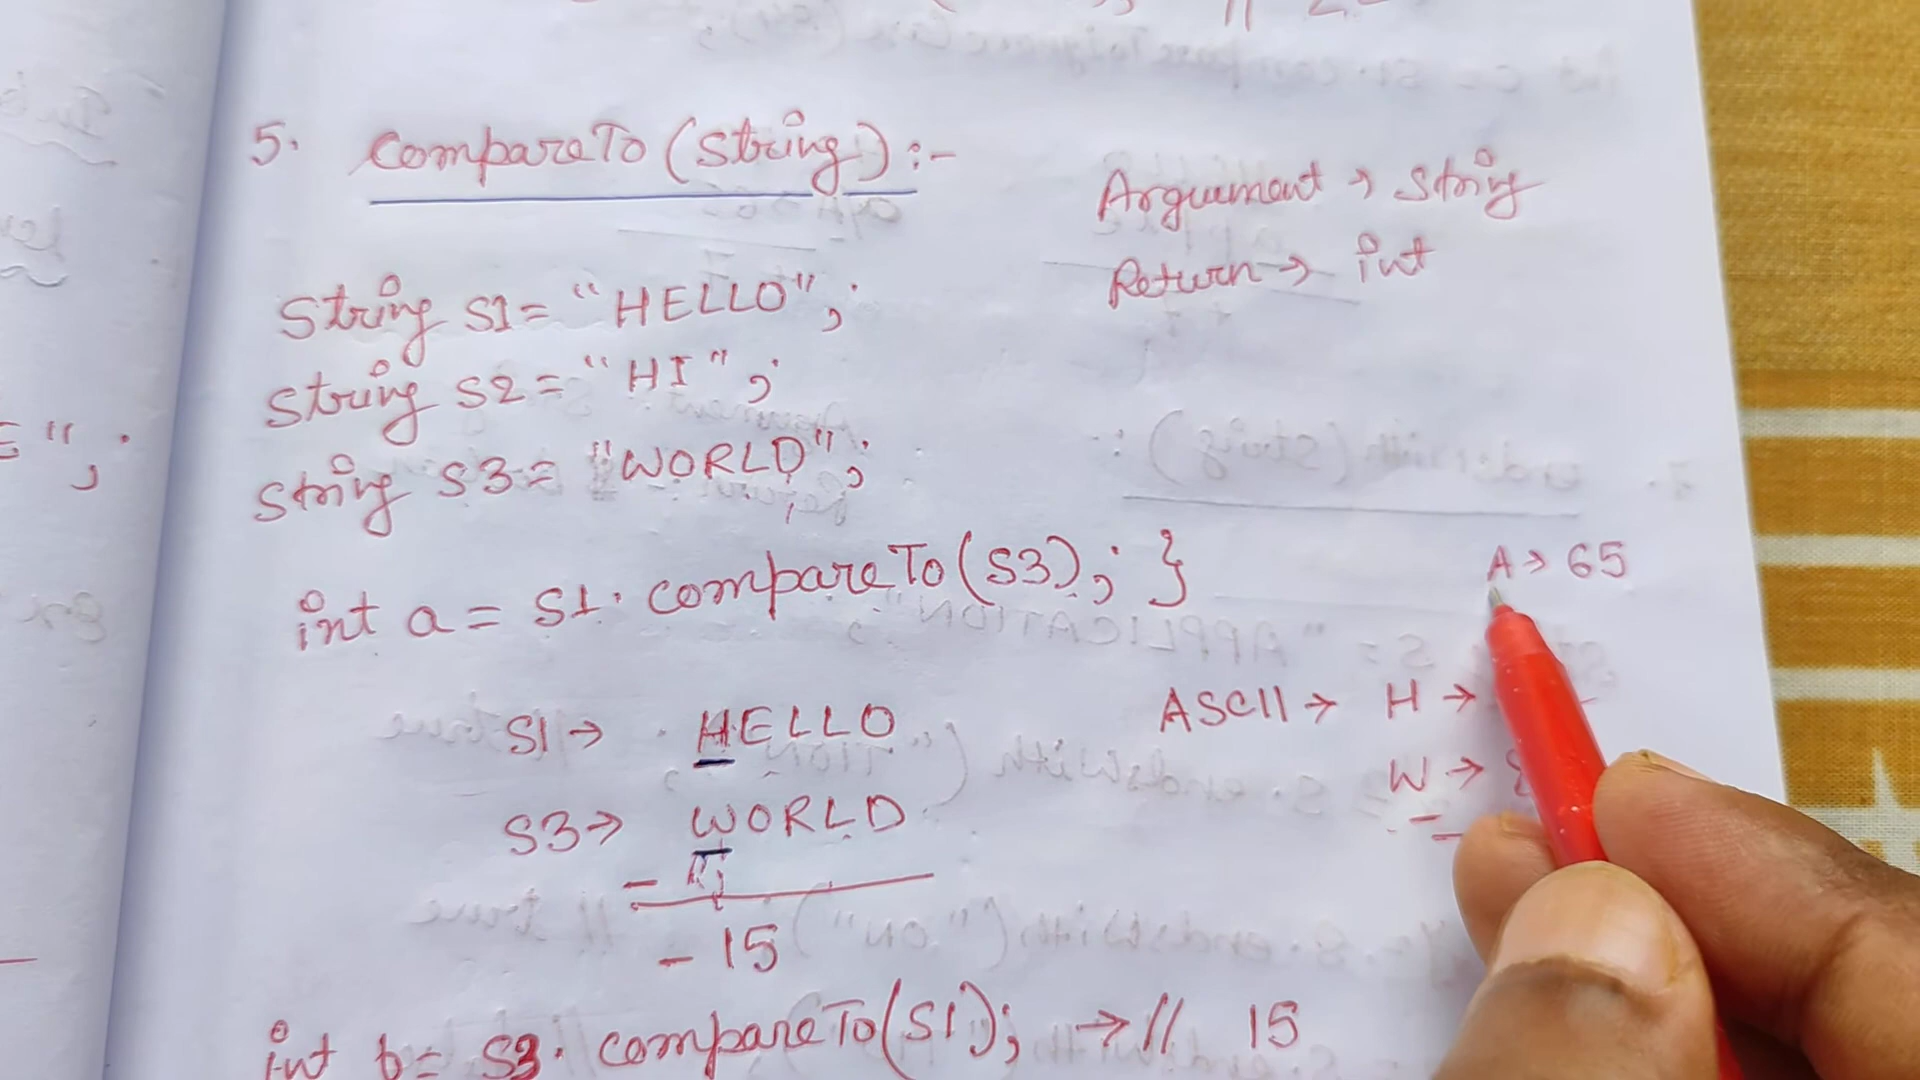 5. compareTo (String) :-
Arguement → String
Return → int
String S1 = "HELLO";
String S2 = "HI";
String S3 = "WORLD";
int a = S1. compareTo (S3); }
A → 65
S1 → HELLO
ASCII → H →
S3 → WORLD
W →
- 15
int b = S3. compareTo (S1); → // 15